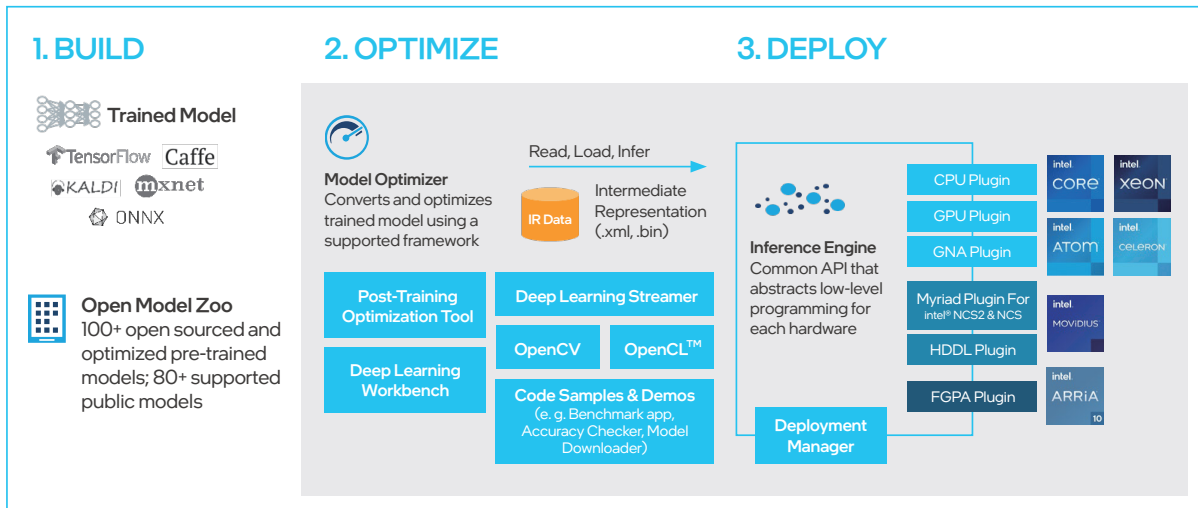 1. BUILD
Trained Model
TensorFlow Caffe
KALDI mxnet
ONNX
Open Model Zoo
100+ open sourced and
optimized pre-trained
models; 80+ supported
public models
2. OPTIMIZE
Model Optimizer
Converts and optimizes
trained model using a
supported framework
Read, Load, Infer
IR Data
Intermediate
Representation
(.xml, .bin)
Post-Training
Optimization Tool
Deep Learning
Workbench
Deep Learning Streamer
OpenCV
OpenCL™
Code Samples & Demos
(e. g. Benchmark app,
Accuracy Checker, Model
Downloader)
3. DEPLOY
Inference Engine
Common API that
abstracts low-level
programming for
each hardware
Deployment
Manager
CPU Plugin
GPU Plugin
GNA Plugin
Myriad Plugin For
intel® NCS2 & NCS
HDDL Plugin
FGPA Plugin
intel.
CORE
intel.
XEON
intel.
ATOM
intel.
CELERON
intel.
MOVIDIUS
intel.
ARRIA
10